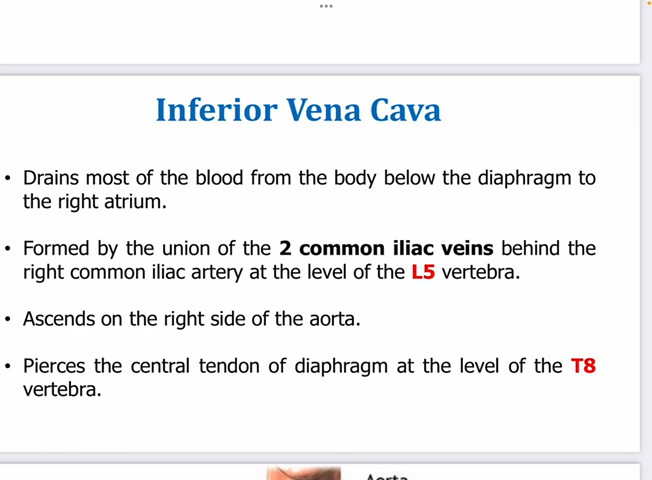 Inferior Vena Cava
• Drains most of the blood from the body below the diaphragm to
the right atrium.
• Formed by the union of the 2 common iliac veins behind the
right common iliac artery at the level of the L5 vertebra.
• Ascends on the right side of the aorta.
• Pierces the central tendon of diaphragm at the level of the T8
vertebra.
Aorta